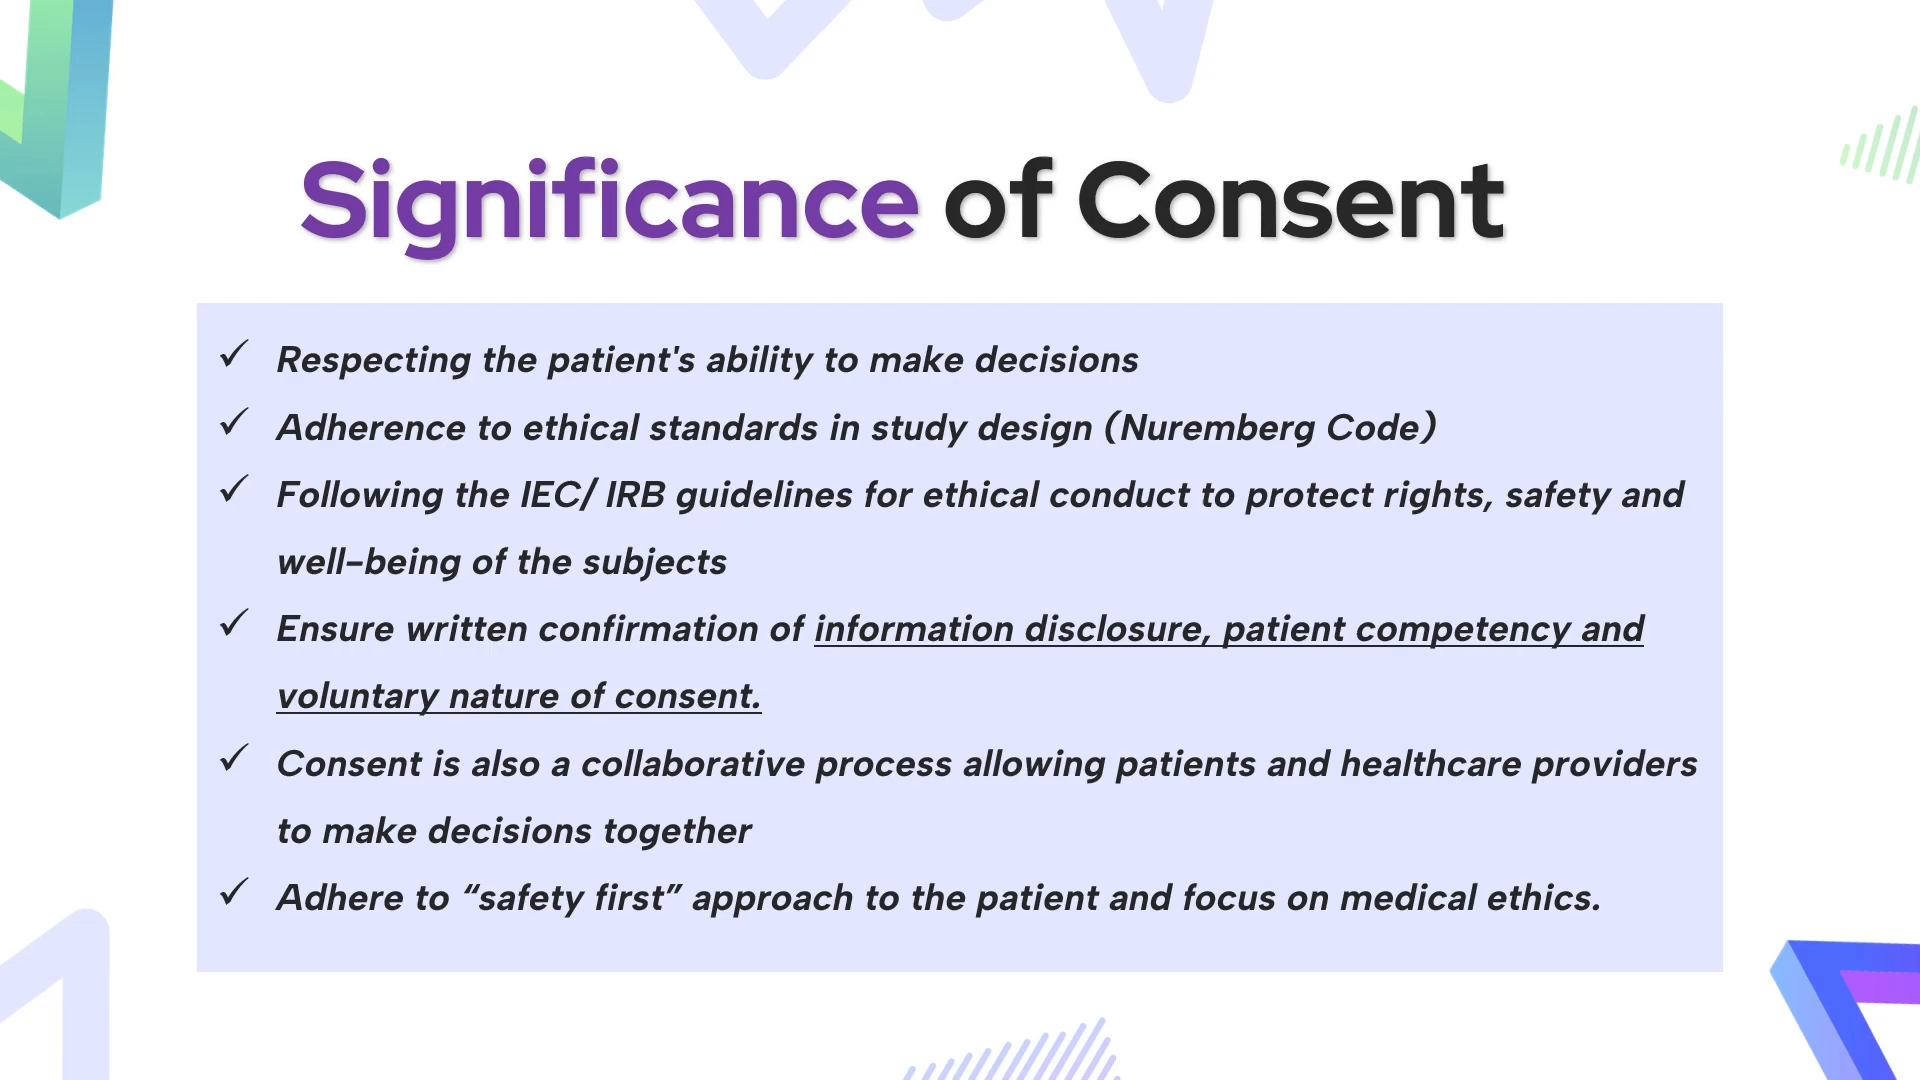 Significance of Consent
✓ Respecting the patient's ability to make decisions
✓ Adherence to ethical standards in study design (Nuremberg Code)
✓ Following the IEC/ IRB guidelines for ethical conduct to protect rights, safety and
well-being of the subjects
✓ Ensure written confirmation of information disclosure, patient competency and
voluntary nature of consent.
✓ Consent is also a collaborative process allowing patients and healthcare providers
to make decisions together
✓ Adhere to “safety first” approach to the patient and focus on medical ethics.